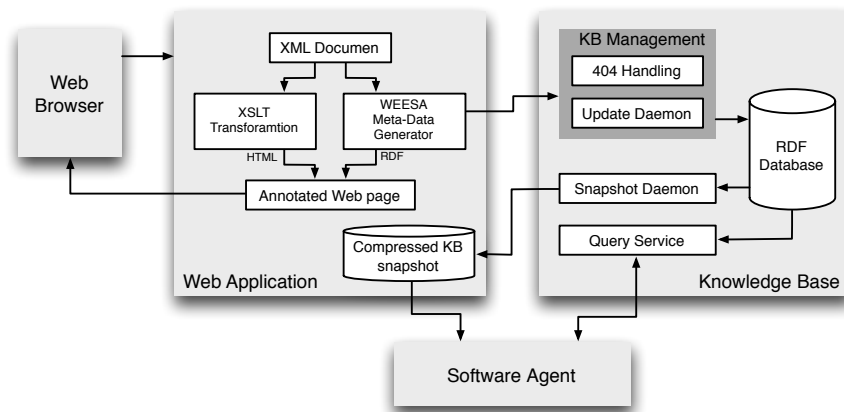 Web
Browser
XML Documen
XSLT
Transforamtion
WEESA
Meta-Data
Generator
HTML
RDF
Annotated Web page
Compressed KB
snapshot
Web Application
KB Management
404 Handling
Update Daemon
RDF
Database
Snapshot Daemon
Query Service
Knowledge Base
Software Agent